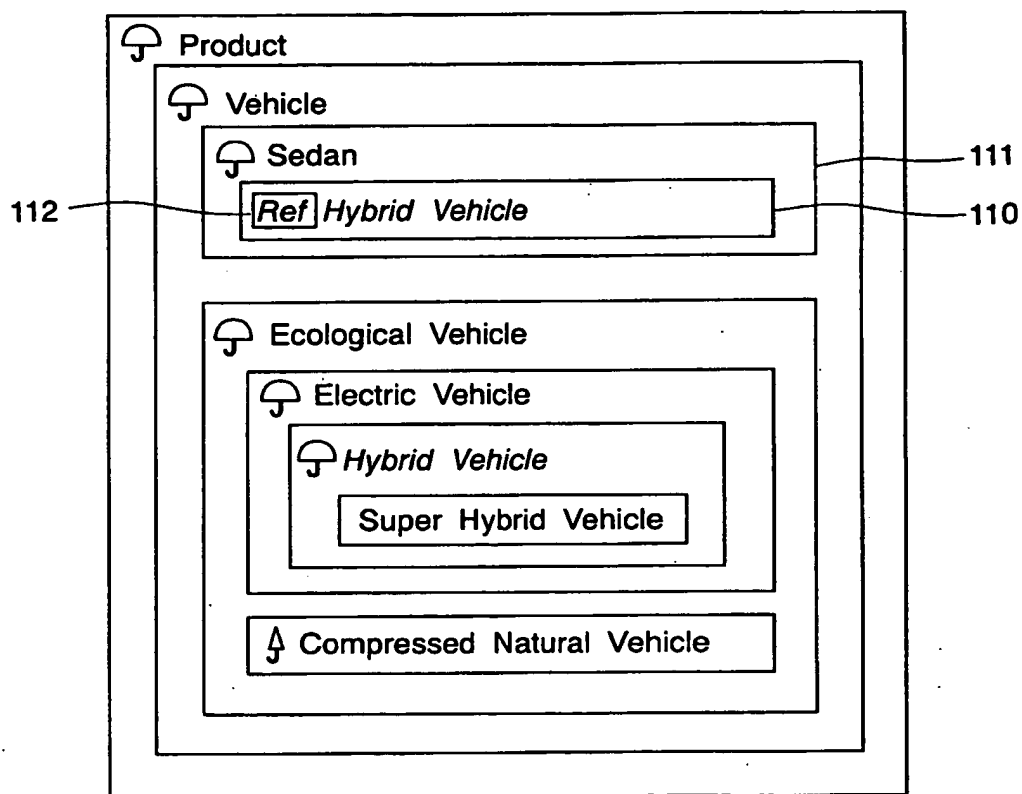 Product
Vehicle
Sedan
111
112
Ref Hybrid Vehicle
110
Ecological Vehicle
Electric Vehicle
Hybrid Vehicle
Super Hybrid Vehicle
Compressed Natural Vehicle